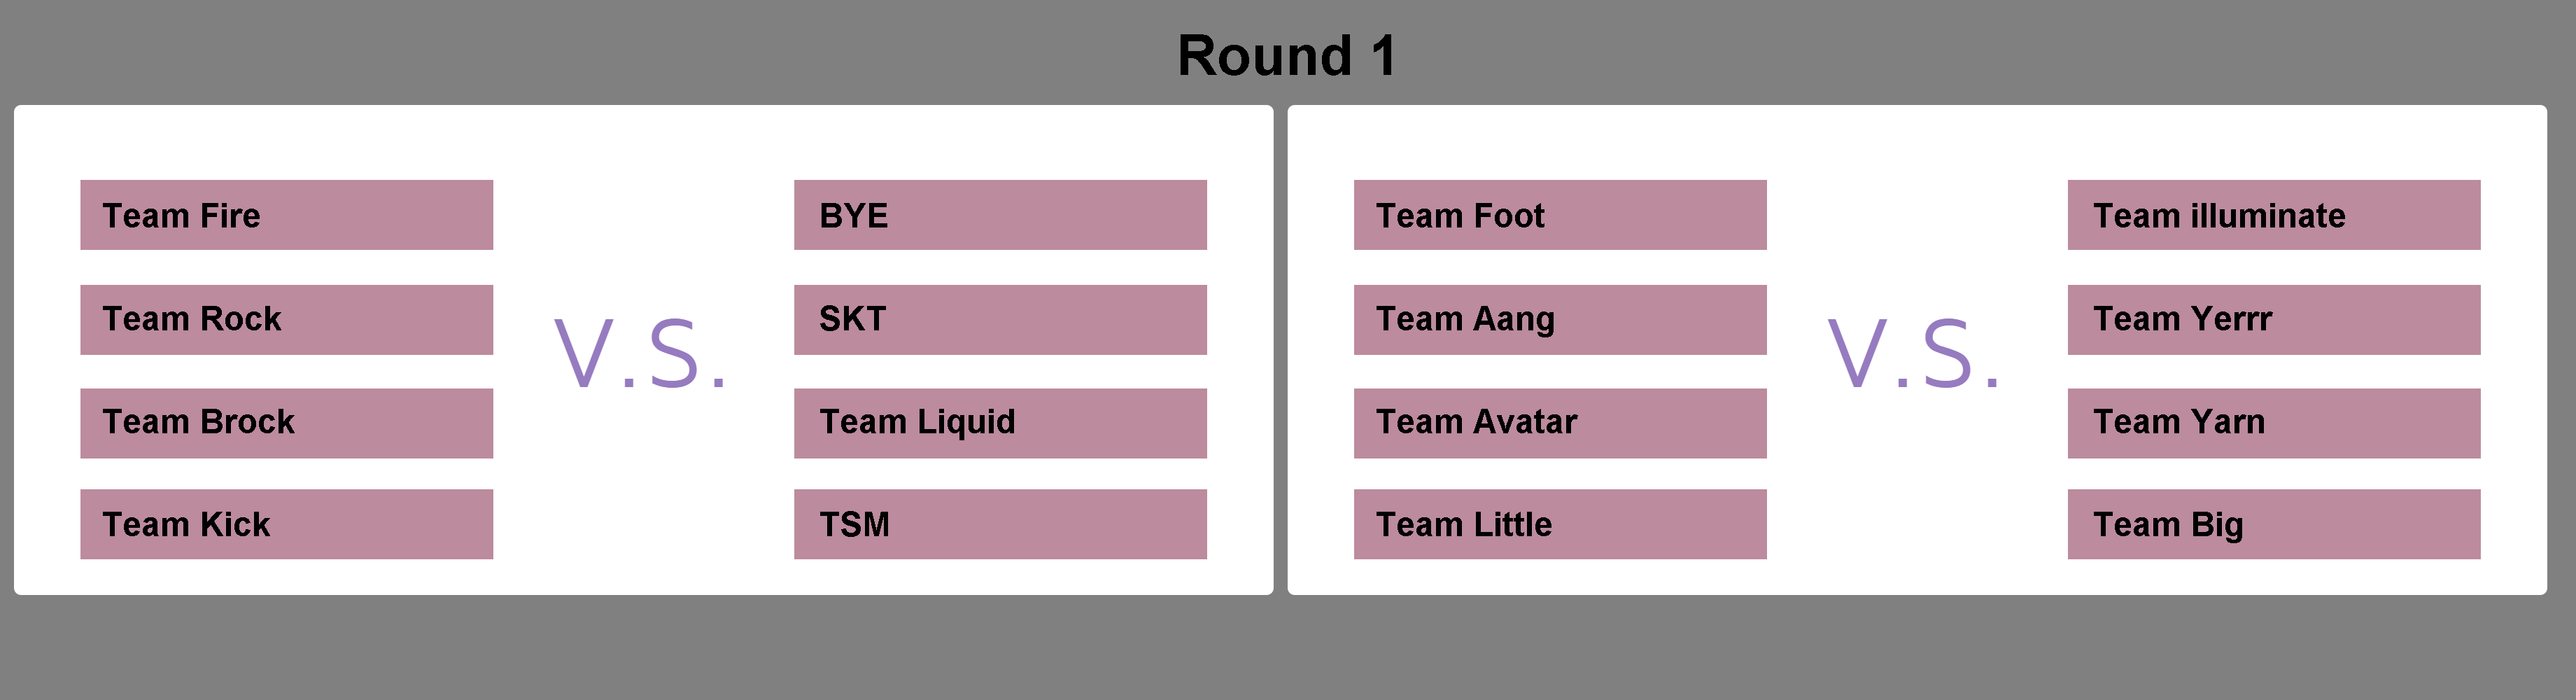 Round 1
Team Fire
BYE
Team Rock
SKT
V.S.
Team Brock
Team Liquid
Team Kick
TSM
Team Foot
Team illuminate
Team Aang
Team Yerrr
V.S.
Team Avatar
Team Yarn
Team Little
Team Big